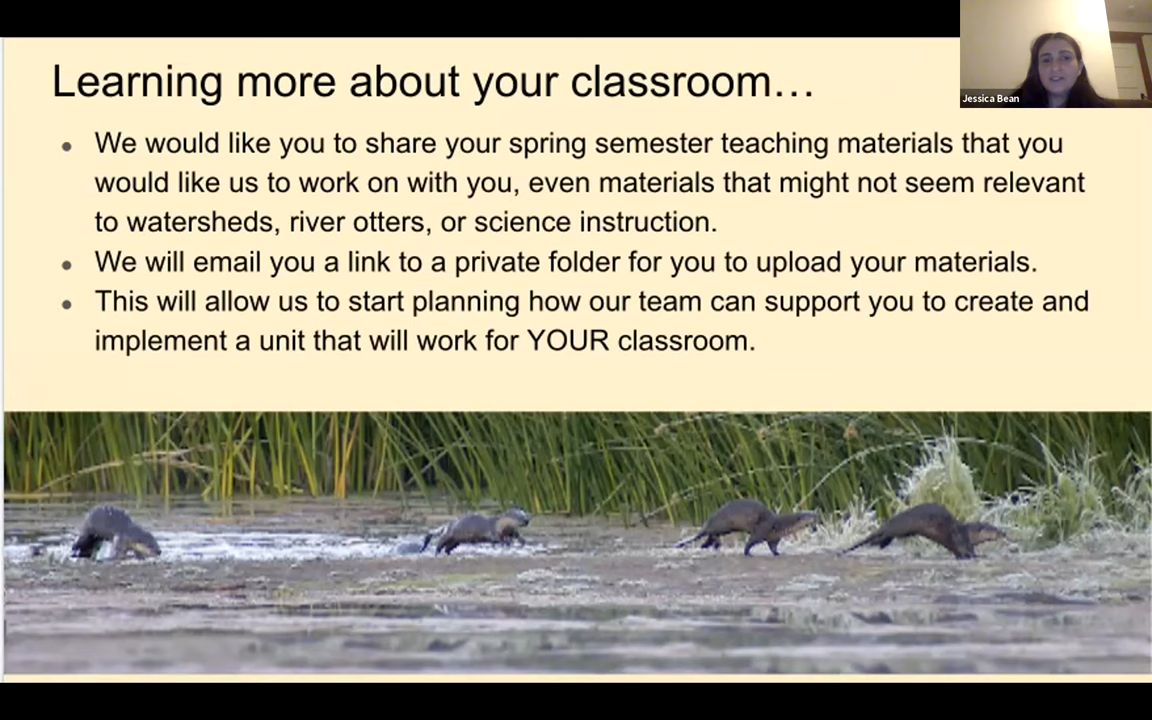 Learning more about your classroom…
Jessica Bean
● We would like you to share your spring semester teaching materials that you
would like us to work on with you, even materials that might not seem relevant
to watersheds, river otters, or science instruction.
● We will email you a link to a private folder for you to upload your materials.
● This will allow us to start planning how our team can support you to create and
implement a unit that will work for YOUR classroom.